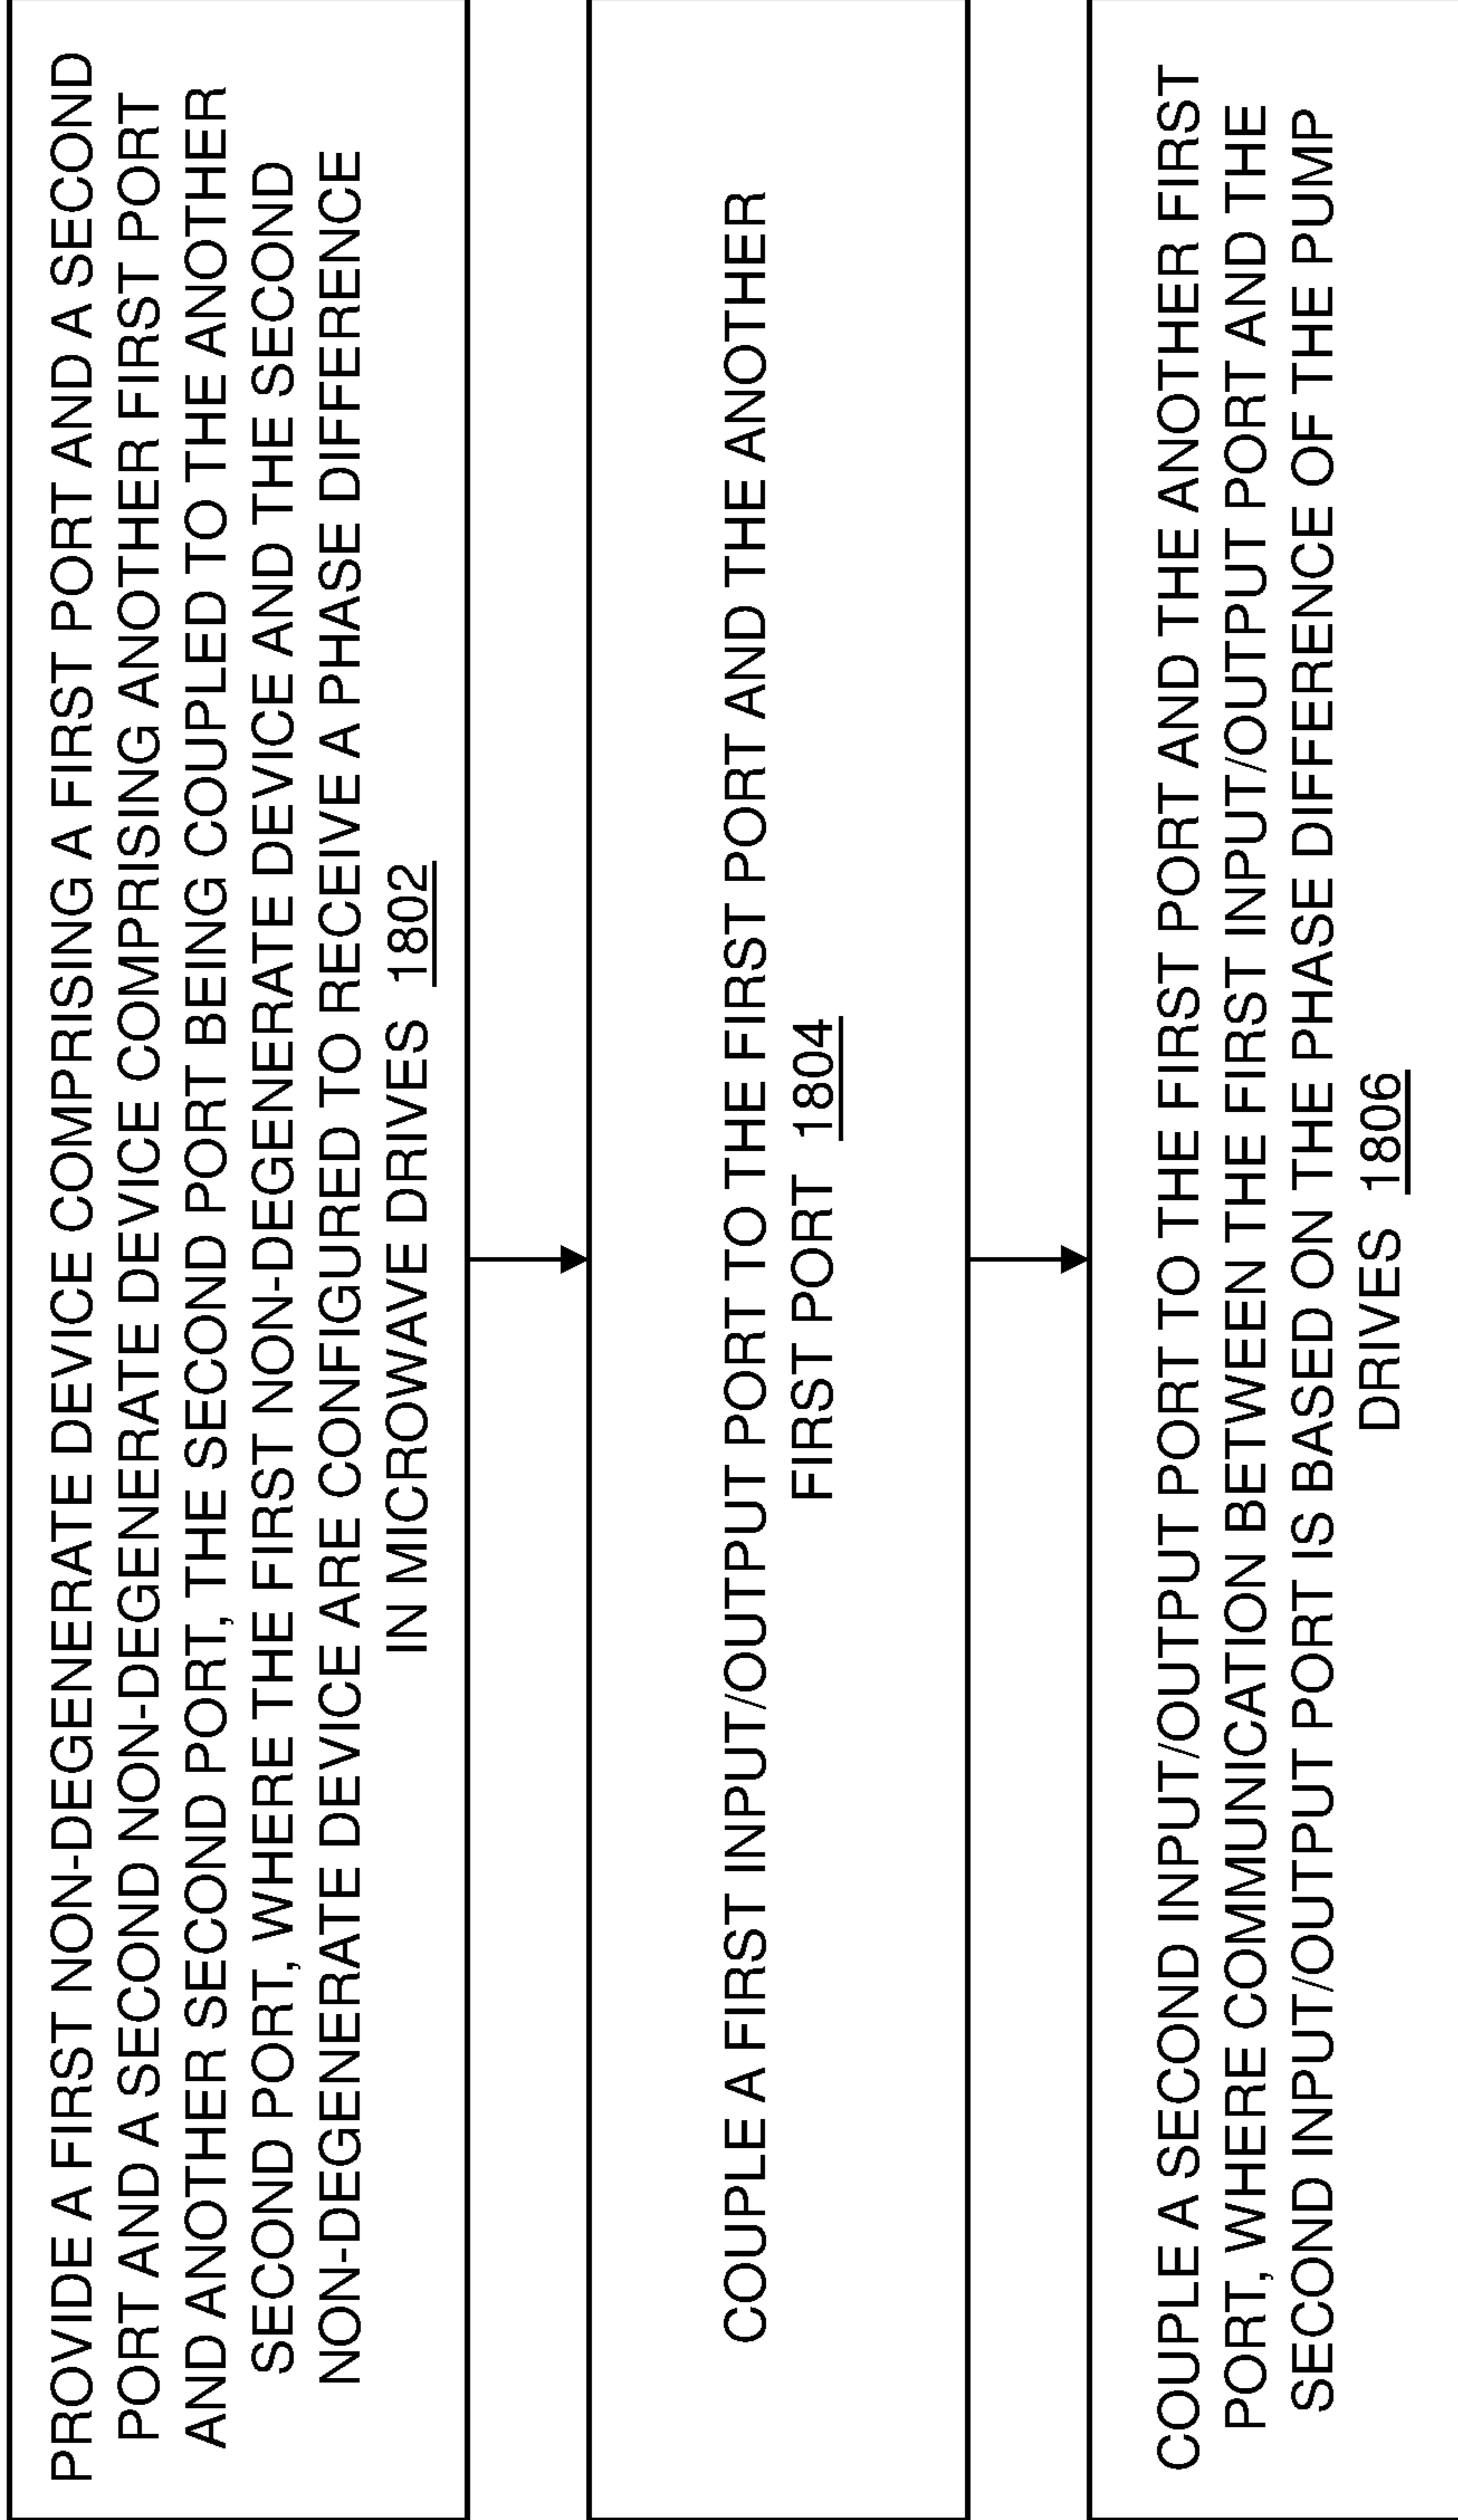 PROVIDE A FIRST NON-DEGENERATE DEVICE COMPRISING A FIRST PORT AND A SECOND
PORT AND A SECOND NON-DEGENERATE DEVICE COMPRISING ANOTHER FIRST PORT
AND ANOTHER SECOND PORT, THE SECOND PORT BEING COUPLED TO THE ANOTHER
SECOND PORT, WHERE THE FIRST NON-DEGENERATE DEVICE AND THE SECOND
NON-DEGENERATE DEVICE ARE CONFIGURED TO RECEIVE A PHASE DIFFERENCE
IN MICROWAVE DRIVES 1802
COUPLE A FIRST INPUT/OUTPUT PORT TO THE FIRST PORT AND THE ANOTHER
FIRST PORT 1804
COUPLE A SECOND INPUT/OUTPUT PORT TO THE FIRST PORT AND THE ANOTHER FIRST
PORT, WHERE COMMUNICATION BETWEEN THE FIRST INPUT/OUTPUT PORT AND THE
SECOND INPUT/OUTPUT PORT IS BASED ON THE PHASE DIFFERENCE OF THE PUMP
DRIVES 1806